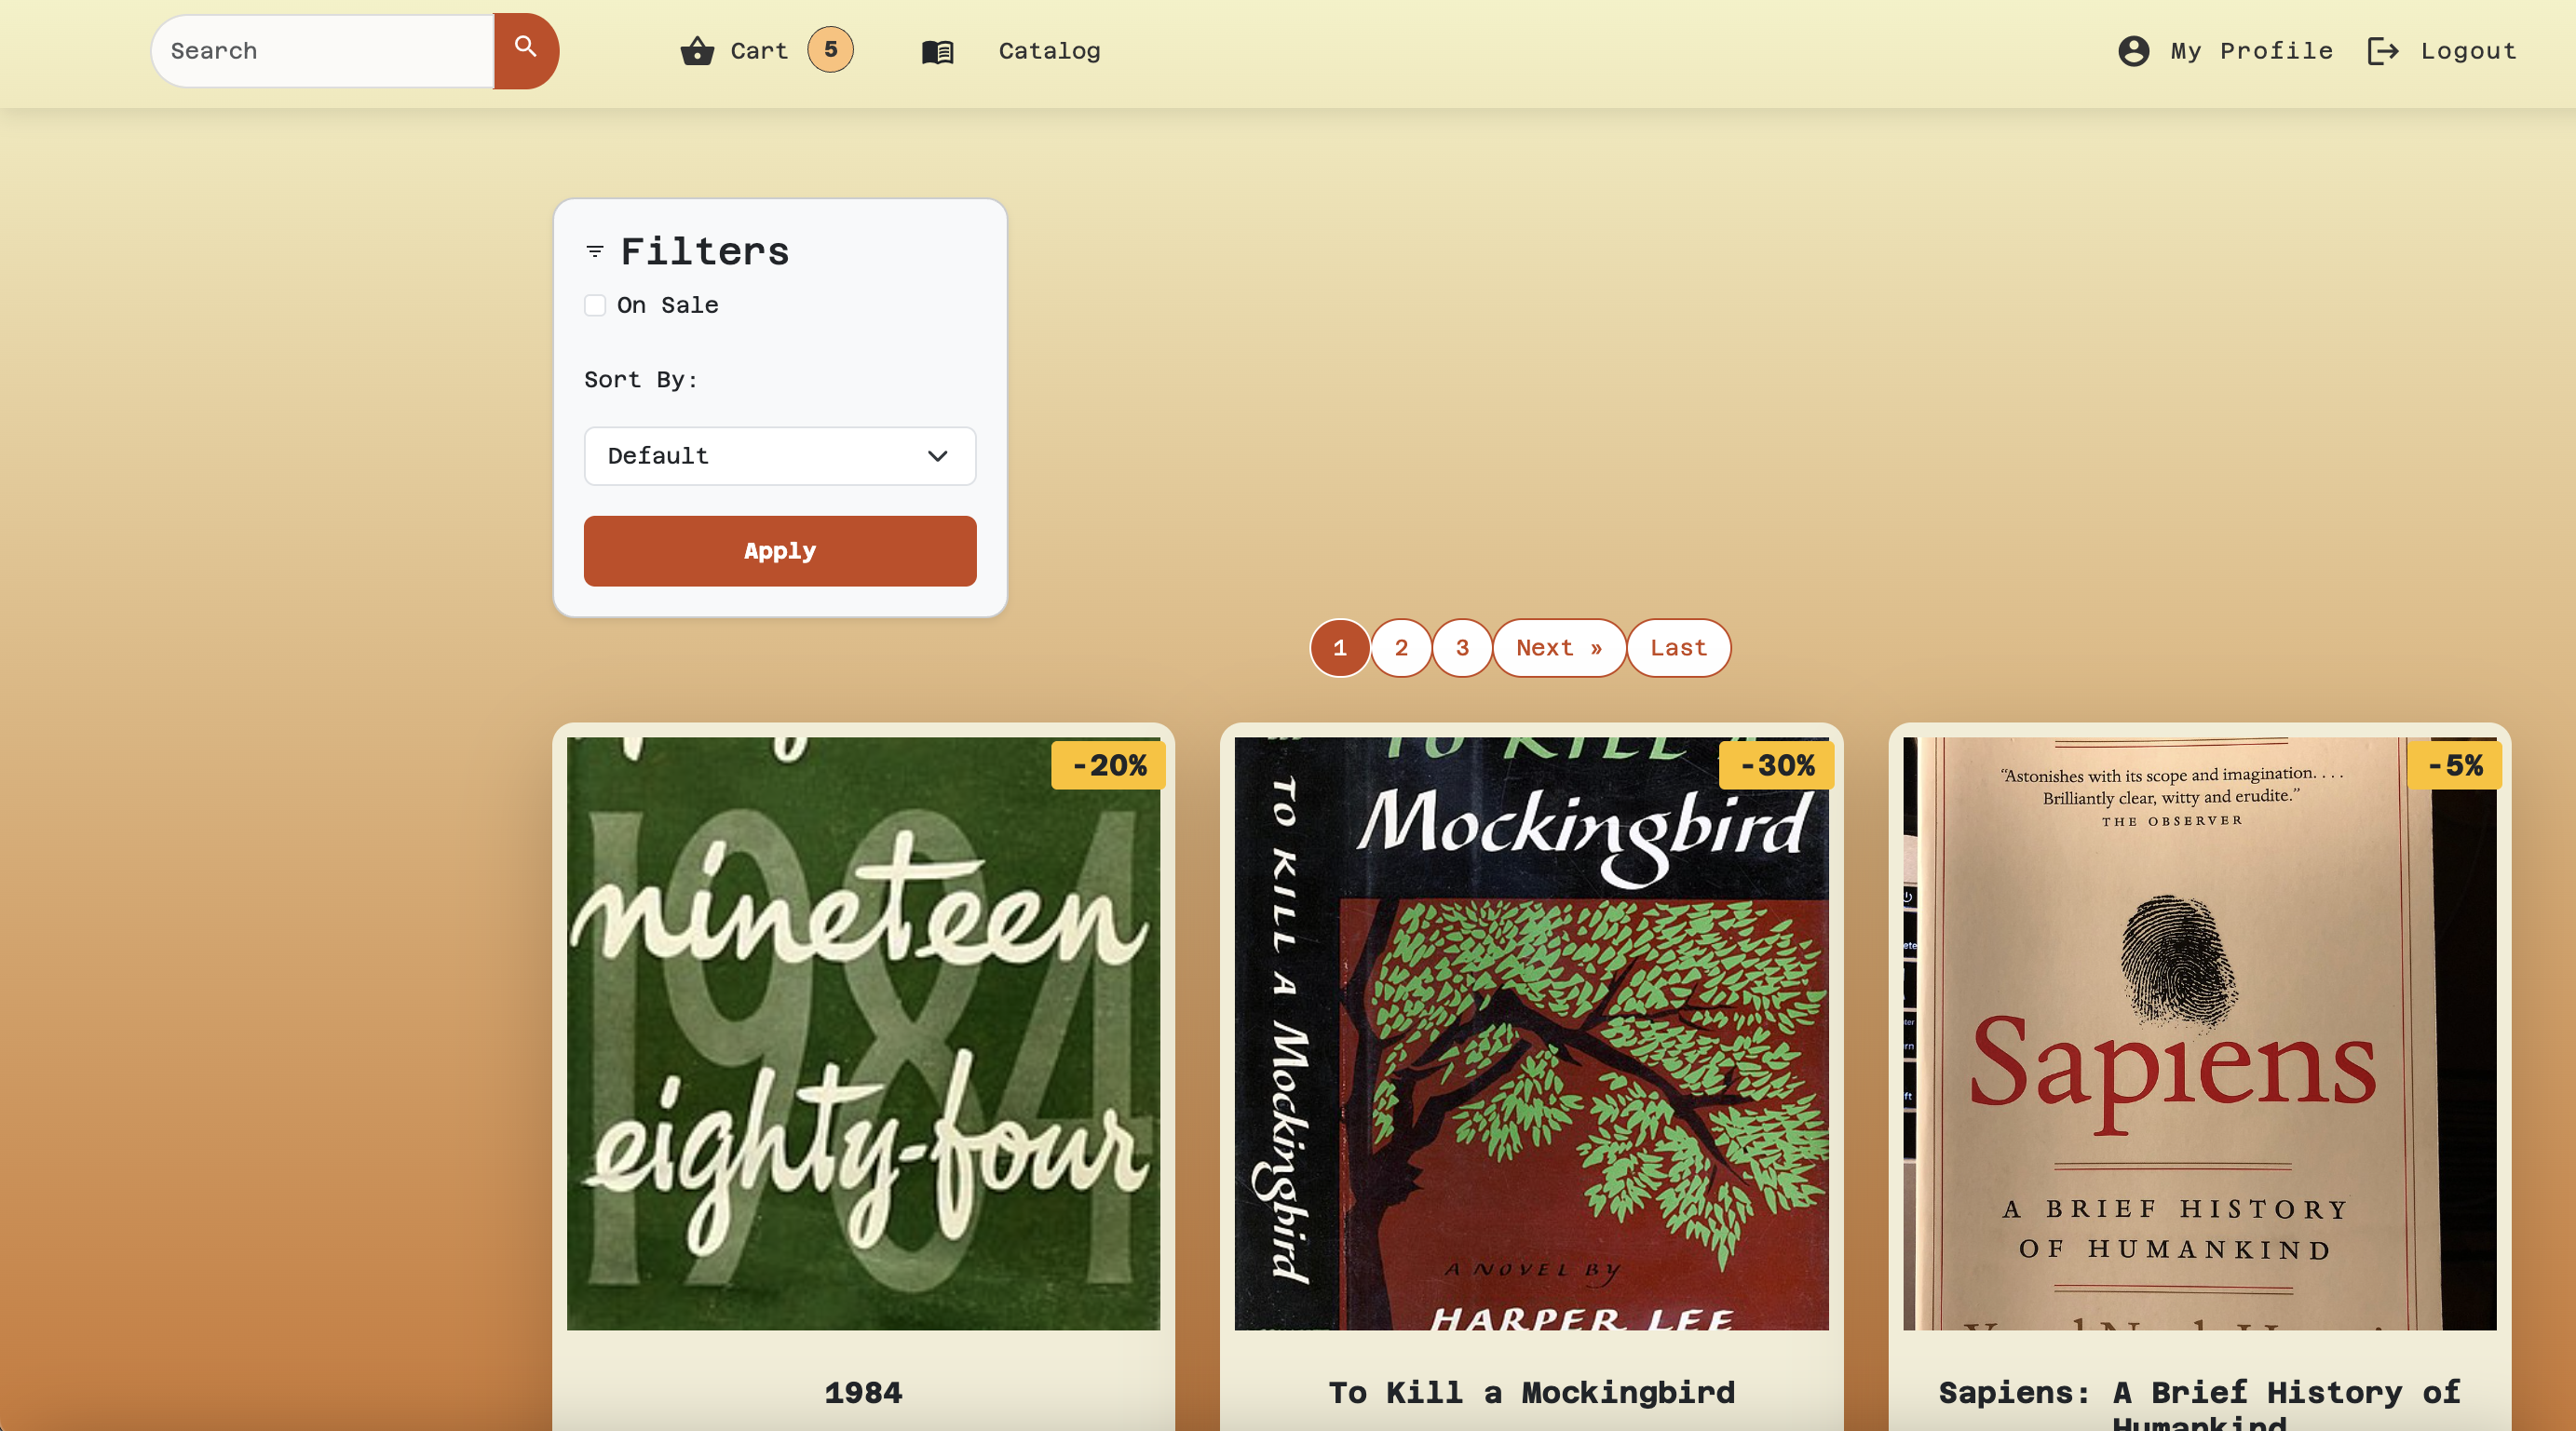 Search
Cart 5
Catalog
My Profile
Logout
Filters
On Sale
Sort By:
Default
Apply
1 2 3 Next » Last
-20%
1984
nineteen
eighty-four
-30%
TO KILL A
Mockingbird
TO KILL A Mockingbird
A NOVEL BY
HARPER LEE
-5%
“Astonishes with its scope and imagination. . . .
Brilliantly clear, witty and erudite.”
THE OBSERVER
Sapiens
A BRIEF HISTORY
OF HUMANKIND
1984
To Kill a Mockingbird
Sapiens: A Brief History of
Humankind